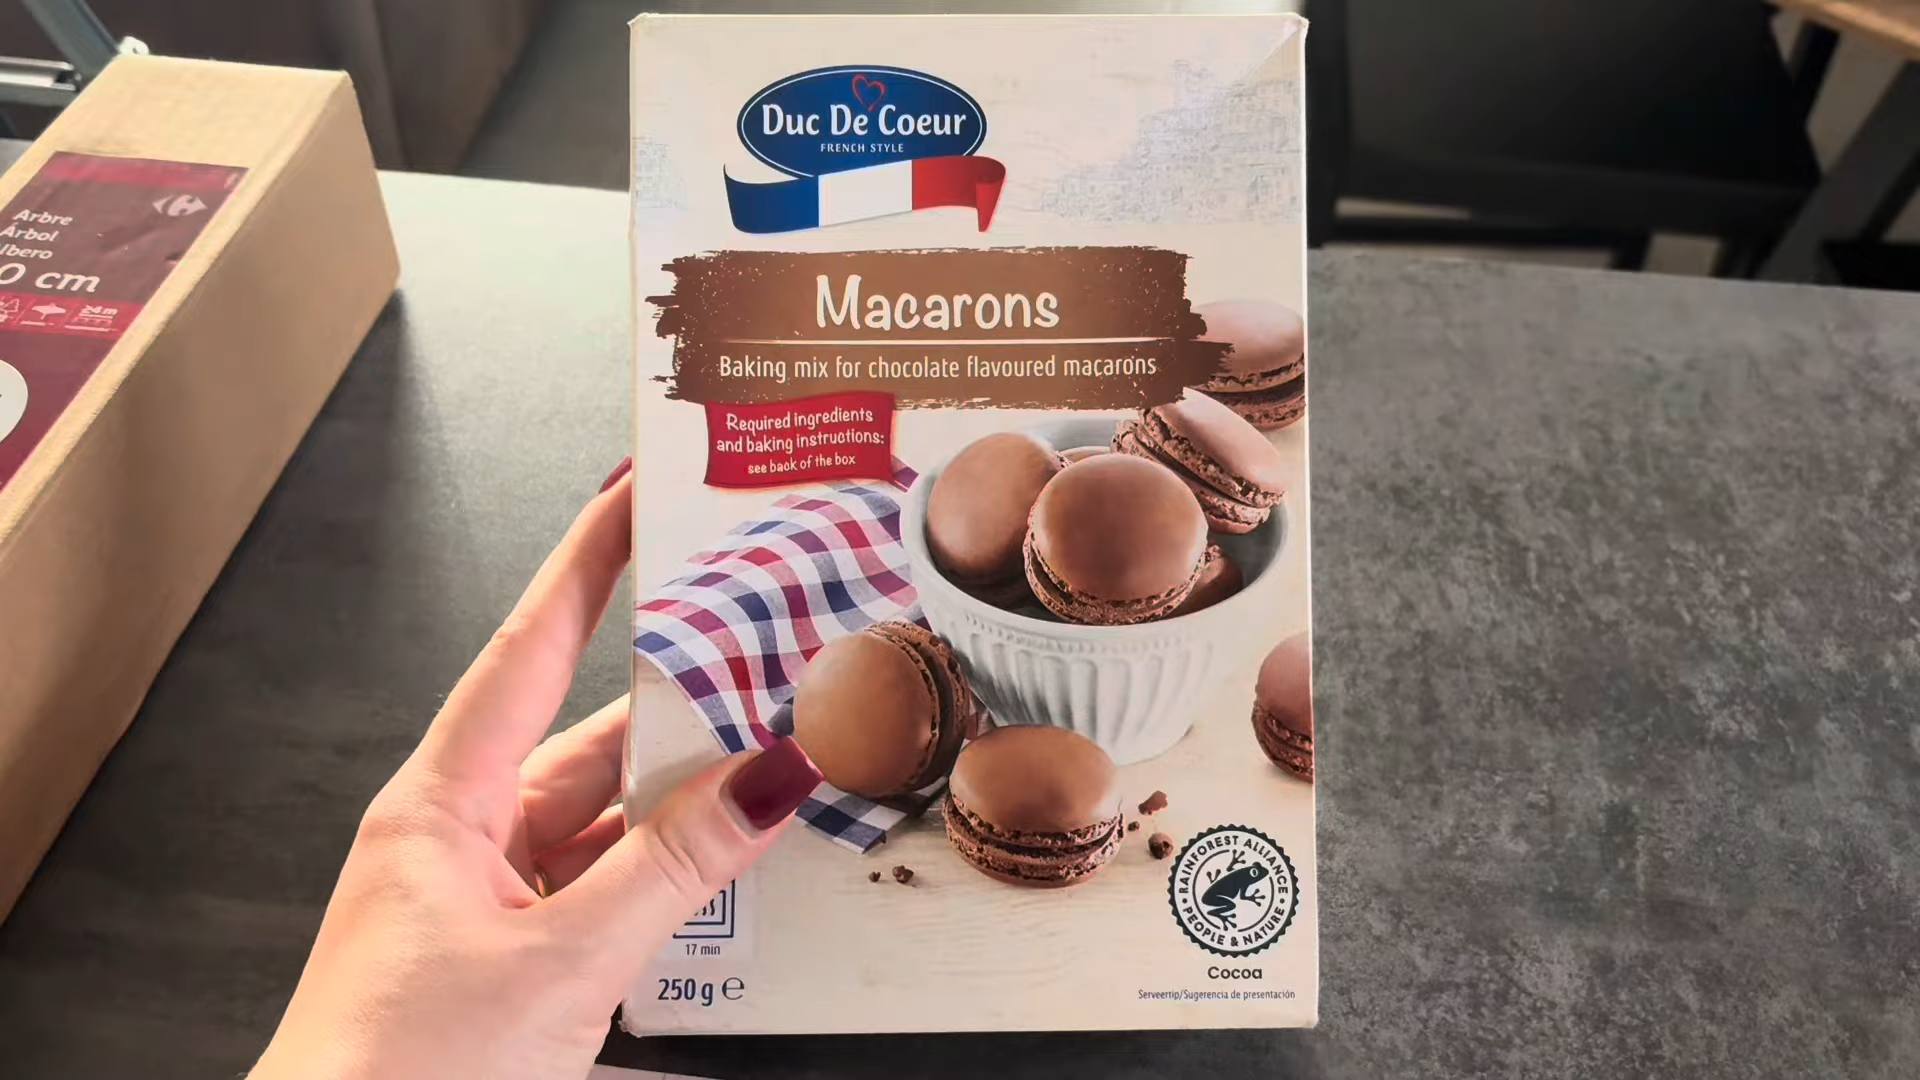 Arbre
Árbol
0 cm
Duc De Coeur
FRENCH STYLE
Macarons
Baking mix for chocolate flavoured macarons
Required ingredients
and baking instructions:
see back of the box
17 min
250 g ℮
RAINFOREST ALLIANCE
PEOPLE & NATURE
Cocoa
Serveertip/Sugerencia de presentación